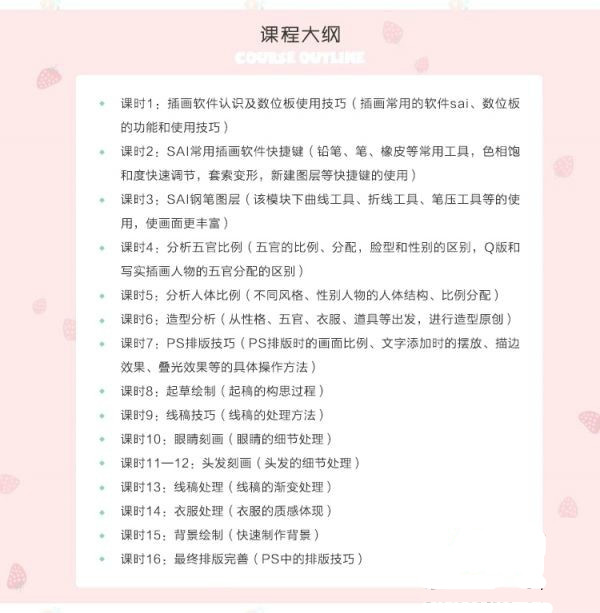 课程大纲
COURSE OUTLINE
课时1：插画软件认识及数位板使用技巧（插画常用的软件sai、数位板
的功能和使用技巧）
课时2：SAI常用插画软件快捷键（铅笔、笔、橡皮等常用工具，色相饱
和度快速调节，套索变形，新建图层等快捷键的使用）
课时3：SAI钢笔图层（该模块下曲线工具、折线工具、笔压工具等的使
用，使画面更丰富）
课时4：分析五官比例（五官的比例、分配，脸型和性别的区别，Q版和
写实插画人物的五官分配的区别）
课时5：分析人体比例（不同风格、性别人物的人体结构、比例分配）
课时6：造型分析（从性格、五官、衣服、道具等出发，进行造型原创）
课时7：PS排版技巧（PS排版时的画面比例、文字添加时的摆放、描边
效果、叠光效果等的具体操作方法）
课时8：起草绘制（起稿的构思过程）
课时9：线稿技巧（线稿的处理方法）
课时10：眼睛刻画（眼睛的细节处理）
课时11—12：头发刻画（头发的细节处理）
课时13：线稿处理（线稿的渐变处理）
课时14：衣服处理（衣服的质感体现）
课时15：背景绘制（快速制作背景）
课时16：最终排版完善（PS中的排版技巧）